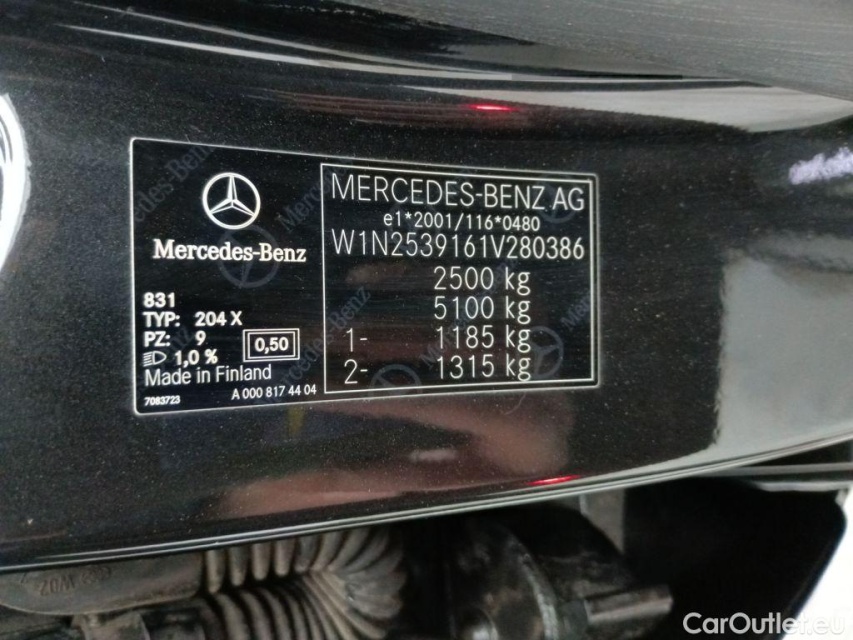 Mercedes-Benz
831
TYP: 204 X
PZ: 9
1,0 %
0,50
Made in Finland
7083723
A 000 817 44 04
MERCEDES-BENZ AG
e1*2001/116*0480
W1N2539161V280386
2500 kg
5100 kg
1- 1185 kg
2- 1315 kg
CarOutlet.eu